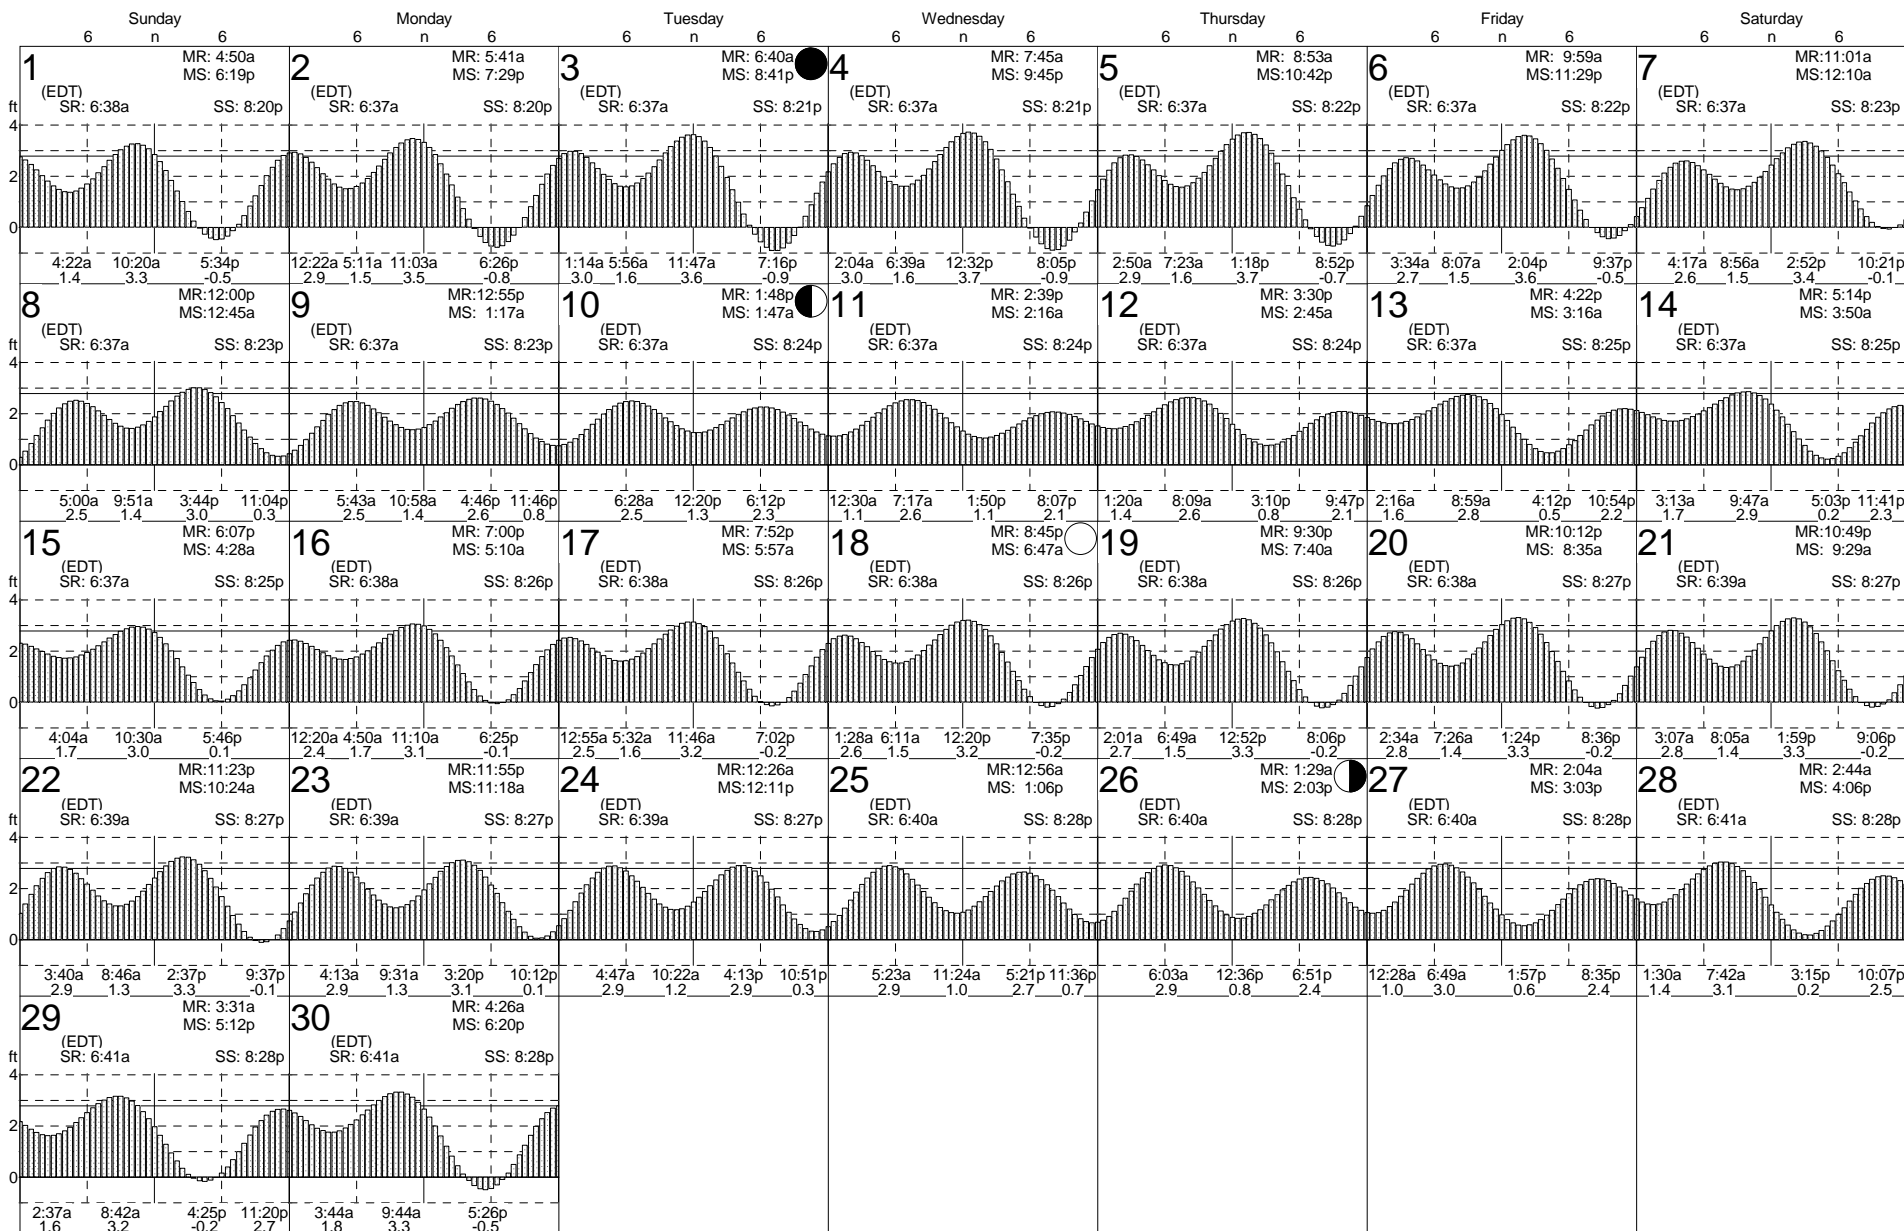 Sunday Monday Tuesday Wednesday Thursday Friday Saturday
6 n 6 6 n 6 6 n 6 6 n 6 6 n 6 6 n 6 6 n 6
1 MR: 4:50a 2 MR: 5:41a 3 MR: 6:40a 4 MR: 7:45a 5 MR: 8:53a 6 MR: 9:59a 7 MR:11:01a
MS: 6:19p MS: 7:29p MS: 8:41p MS: 9:45p MS:10:42p MS:11:29p MS:12:10a
(EDT) (EDT) (EDT) (EDT) (EDT) (EDT) (EDT)
ft SR: 6:38a SS: 8:20p SR: 6:37a SS: 8:20p SR: 6:37a SS: 8:21p SR: 6:37a SS: 8:21p SR: 6:37a SS: 8:22p SR: 6:37a SS: 8:22p SR: 6:37a SS: 8:23p
4
2
0
4:22a 10:20a 5:34p 12:22a 5:11a 11:03a 6:26p 1:14a 5:56a 11:47a 7:16p 2:04a 6:39a 12:32p 8:05p 2:50a 7:23a 1:18p 8:52p 3:34a 8:07a 2:04p 9:37p 4:17a 8:56a 2:52p 10:21p
1.4 3.3 -0.5 2.9 1.5 3.5 -0.8 3.0 1.6 3.6 -0.9 3.0 1.6 3.7 -0.9 2.9 1.6 3.7 -0.7 2.7 1.5 3.6 -0.5 2.6 1.5 3.4 -0.1
8 MR:12:00p 9 MR:12:55p 10 MR: 1:48p 11 MR: 2:39p 12 MR: 3:30p 13 MR: 4:22p 14 MR: 5:14p
MS:12:45a MS: 1:17a MS: 1:47a MS: 2:16a MS: 2:45a MS: 3:16a MS: 3:50a
(EDT) (EDT) (EDT) (EDT) (EDT) (EDT) (EDT)
ft SR: 6:37a SS: 8:23p SR: 6:37a SS: 8:23p SR: 6:37a SS: 8:24p SR: 6:37a SS: 8:24p SR: 6:37a SS: 8:24p SR: 6:37a SS: 8:25p SR: 6:37a SS: 8:25p
4
2
0
5:00a 9:51a 3:44p 11:04p 5:43a 10:58a 4:46p 11:46p 6:28a 12:20p 6:12p 12:30a 7:17a 1:50p 8:07p 1:20a 8:09a 3:10p 9:47p 2:16a 8:59a 4:12p 10:54p 3:13a 9:47a 5:03p 11:41p
2.5 1.4 3.0 0.3 2.5 1.4 2.6 0.8 2.5 1.3 2.3 1.1 2.6 1.1 2.1 1.4 2.6 0.8 2.1 1.6 2.8 0.5 2.2 1.7 2.9 0.2 2.3
15 MR: 6:07p 16 MR: 7:00p 17 MR: 7:52p 18 MR: 8:45p 19 MR: 9:30p 20 MR:10:12p 21 MR:10:49p
MS: 4:28a MS: 5:10a MS: 5:57a MS: 6:47a MS: 7:40a MS: 8:35a MS: 9:29a
(EDT) (EDT) (EDT) (EDT) (EDT) (EDT) (EDT)
ft SR: 6:37a SS: 8:25p SR: 6:38a SS: 8:26p SR: 6:38a SS: 8:26p SR: 6:38a SS: 8:26p SR: 6:38a SS: 8:26p SR: 6:38a SS: 8:27p SR: 6:39a SS: 8:27p
4
2
0
4:04a 10:30a 5:46p 12:20a 4:50a 11:10a 6:25p 12:55a 5:32a 11:46a 7:02p 1:28a 6:11a 12:20p 7:35p 2:01a 6:49a 12:52p 8:06p 2:34a 7:26a 1:24p 8:36p 3:07a 8:05a 1:59p 9:06p
1.7 3.0 0.1 2.4 1.7 3.1 -0.1 2.5 1.6 3.2 -0.2 2.6 1.5 3.2 -0.2 2.7 1.5 3.3 -0.2 2.8 1.4 3.3 -0.2 2.8 1.4 3.3 -0.2
22 MR:11:23p 23 MR:11:55p 24 MR:12:26a 25 MR:12:56a 26 MR: 1:29a 27 MR: 2:04a 28 MR: 2:44a
MS:10:24a MS:11:18a MS:12:11p MS: 1:06p MS: 2:03p MS: 3:03p MS: 4:06p
(EDT) (EDT) (EDT) (EDT) (EDT) (EDT) (EDT)
ft SR: 6:39a SS: 8:27p SR: 6:39a SS: 8:27p SR: 6:39a SS: 8:27p SR: 6:40a SS: 8:28p SR: 6:40a SS: 8:28p SR: 6:40a SS: 8:28p SR: 6:41a SS: 8:28p
4
2
0
3:40a 8:46a 2:37p 9:37p 4:13a 9:31a 3:20p 10:12p 4:47a 10:22a 4:13p 10:51p 5:23a 11:24a 5:21p 11:36p 6:03a 12:36p 6:51p 12:28a 6:49a 1:57p 8:35p 1:30a 7:42a 3:15p 10:07p
2.9 1.3 3.3 -0.1 2.9 1.3 3.1 0.1 2.9 1.2 2.9 0.3 2.9 1.0 2.7 0.7 2.9 0.8 2.4 1.0 3.0 0.6 2.4 1.4 3.1 0.2 2.5
29 MR: 3:31a 30 MR: 4:26a
MS: 5:12p MS: 6:20p
(EDT) (EDT)
ft SR: 6:41a SS: 8:28p SR: 6:41a SS: 8:28p
4
2
0
2:37a 8:42a 4:25p 11:20p 3:44a 9:44a 5:26p
1.6 3.2 -0.2 2.7 1.8 3.3 -0.5